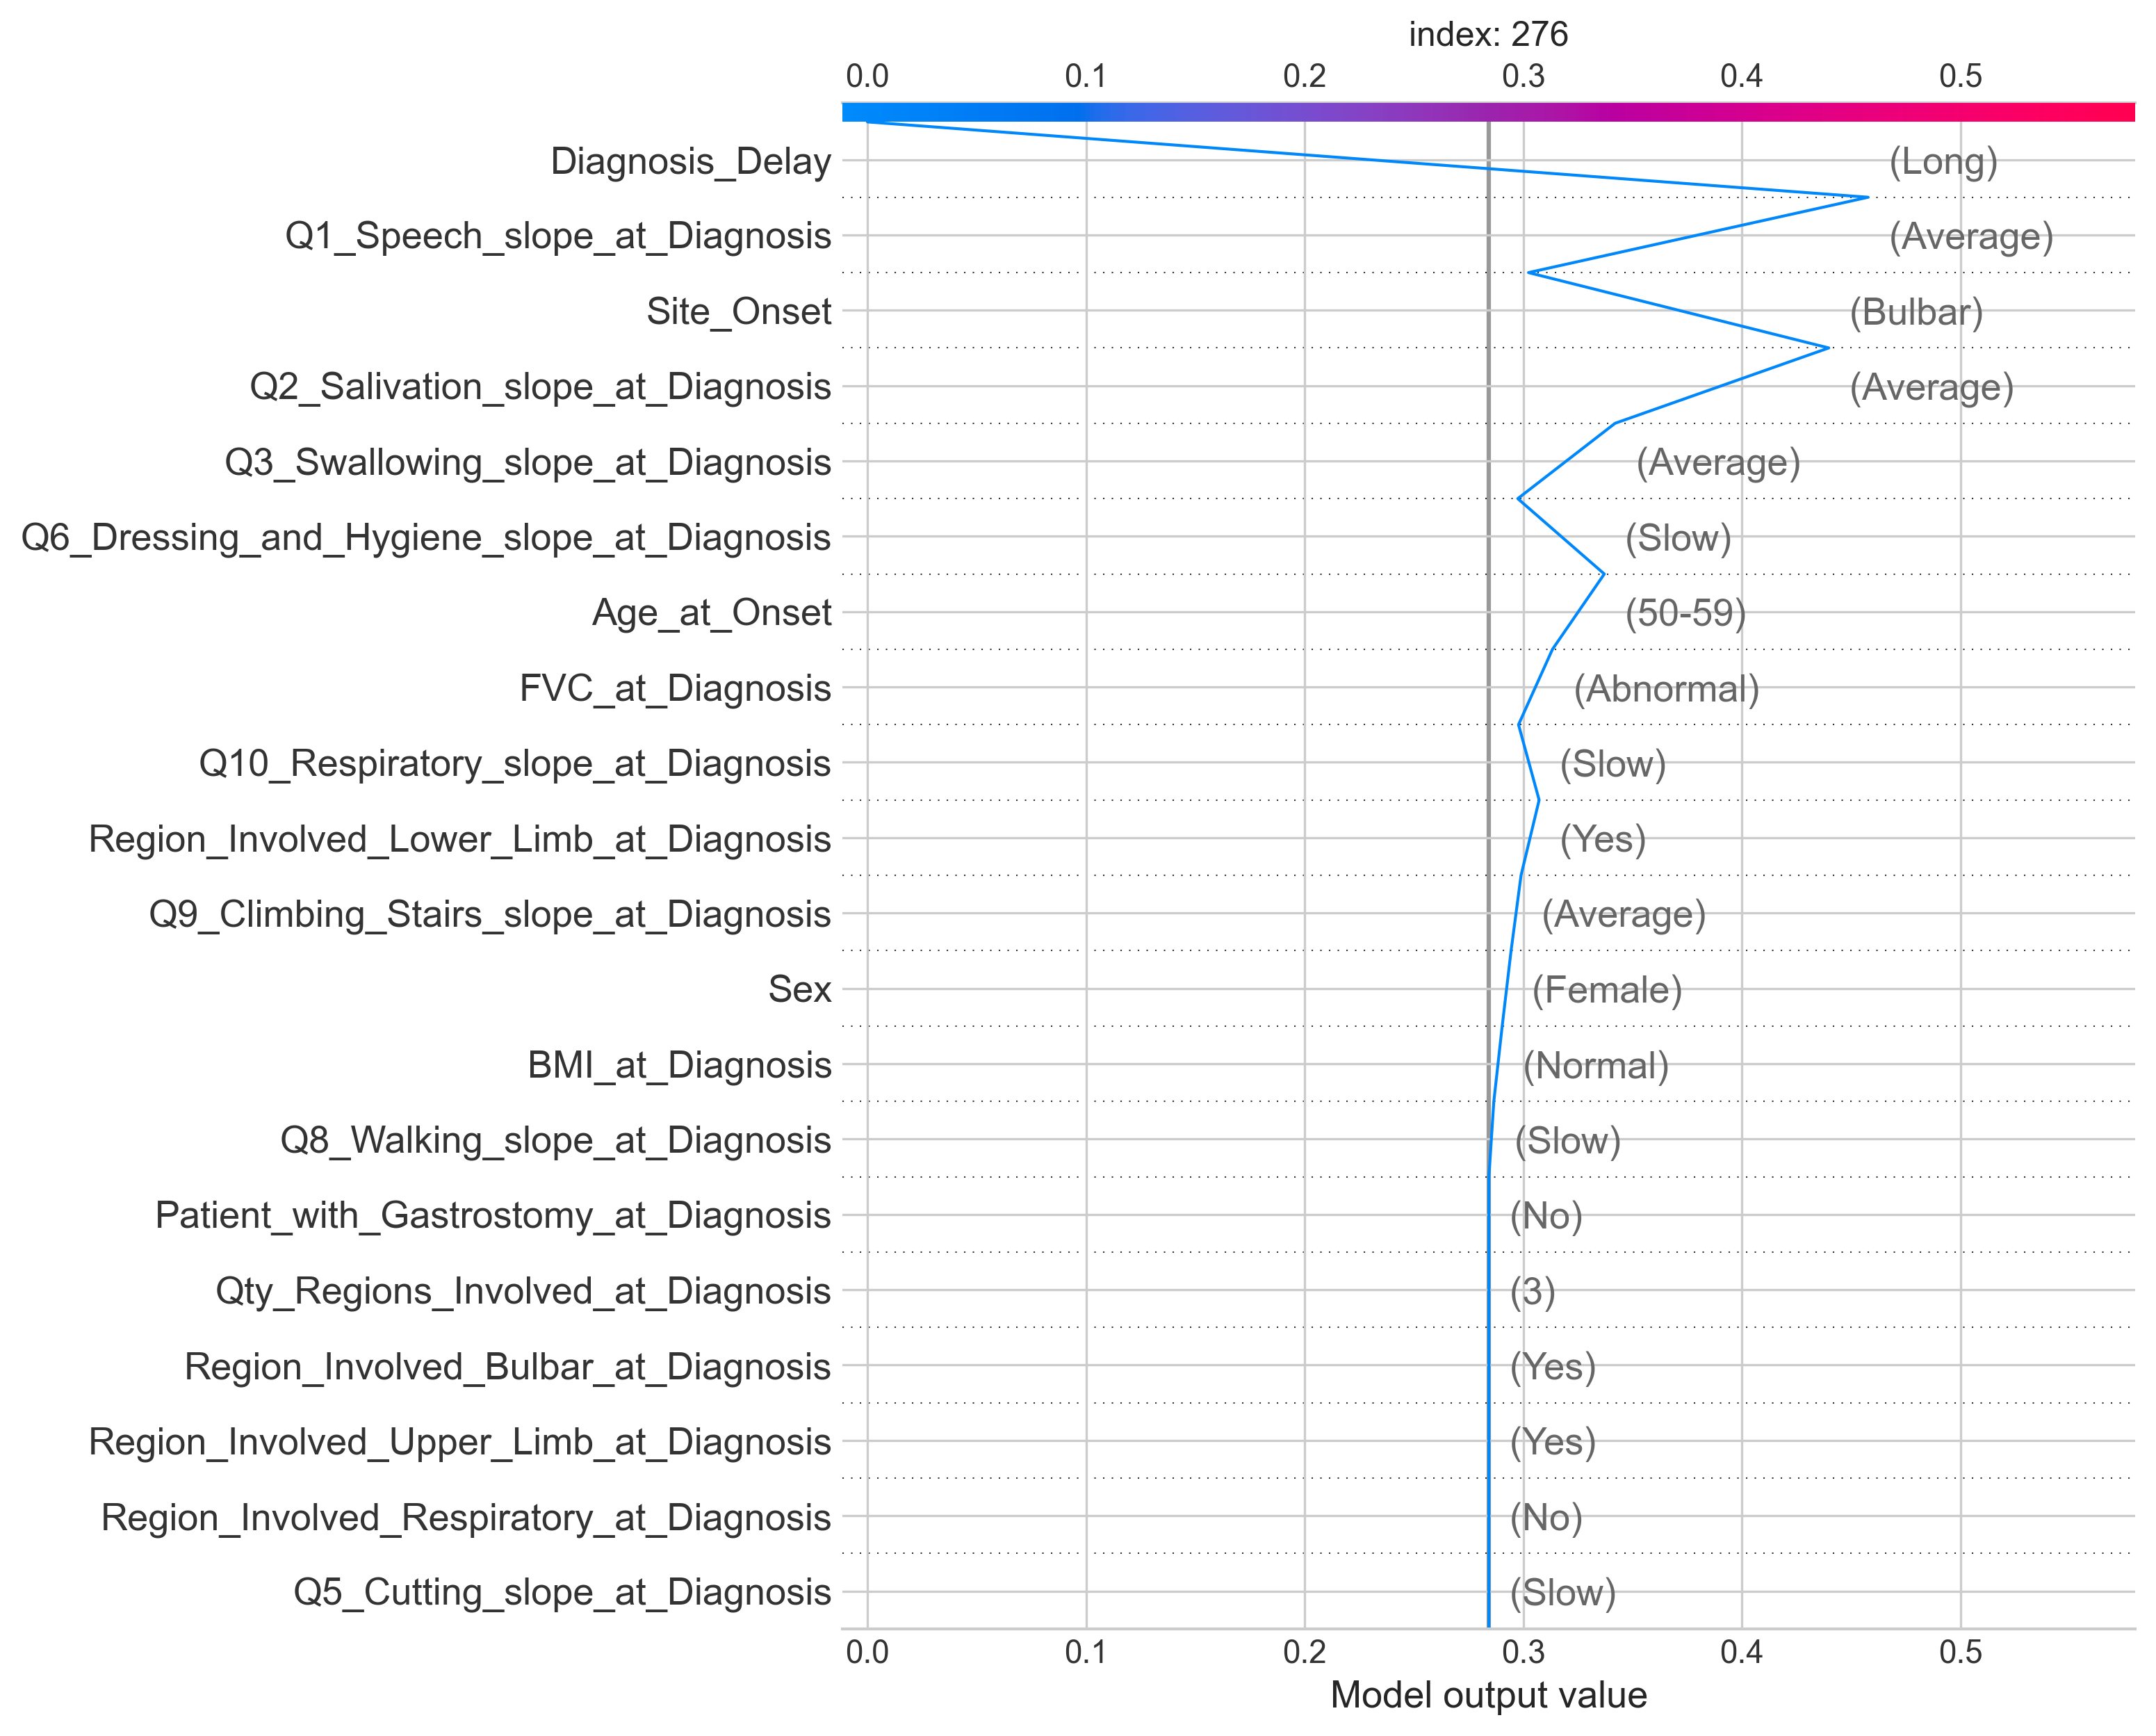 index: 276
0.0 0.1 0.2 0.3 0.4 0.5
Diagnosis_Delay (Long)
Q1_Speech_slope_at_Diagnosis (Average)
Site_Onset (Bulbar)
Q2_Salivation_slope_at_Diagnosis (Average)
Q3_Swallowing_slope_at_Diagnosis (Average)
Q6_Dressing_and_Hygiene_slope_at_Diagnosis (Slow)
Age_at_Onset (50-59)
FVC_at_Diagnosis (Abnormal)
Q10_Respiratory_slope_at_Diagnosis (Slow)
Region_Involved_Lower_Limb_at_Diagnosis (Yes)
Q9_Climbing_Stairs_slope_at_Diagnosis (Average)
Sex (Female)
BMI_at_Diagnosis (Normal)
Q8_Walking_slope_at_Diagnosis (Slow)
Patient_with_Gastrostomy_at_Diagnosis (No)
Qty_Regions_Involved_at_Diagnosis (3)
Region_Involved_Bulbar_at_Diagnosis (Yes)
Region_Involved_Upper_Limb_at_Diagnosis (Yes)
Region_Involved_Respiratory_at_Diagnosis (No)
Q5_Cutting_slope_at_Diagnosis (Slow)
0.0 0.1 0.2 0.3 0.4 0.5
Model output value